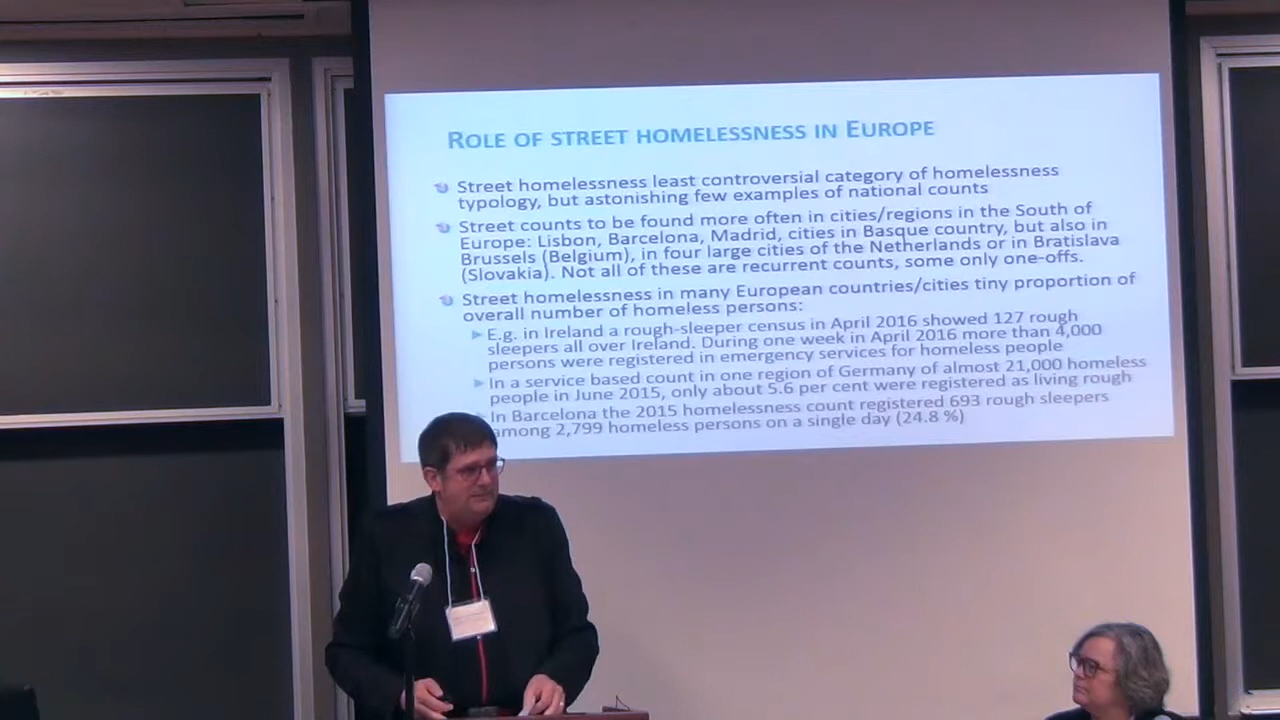 ROLE OF STREET HOMELESSNESS IN EUROPE
Street homelessness least controversial category of homelessness
typology, but astonishing few examples of national counts
Street counts to be found more often in cities/regions in the South of
Europe: Lisbon, Barcelona, Madrid, cities in Basque country, but also in
Brussels (Belgium), in four large cities of the Netherlands or in Bratislava
(Slovakia). Not all of these are recurrent counts, some only one-offs.
Street homelessness in many European countries/cities tiny proportion of
overall number of homeless persons:
E.g. in Ireland a rough-sleeper census in April 2016 showed 127 rough
sleepers all over Ireland. During one week in April 2016 more than 4,000
persons were registered in emergency services for homeless people
In a service based count in one region of Germany of almost 21,000 homeless
people in June 2015, only about 5.6 per cent were registered as living rough
In Barcelona the 2015 homelessness count registered 693 rough sleepers
among 2,799 homeless persons on a single day (24.8 %)